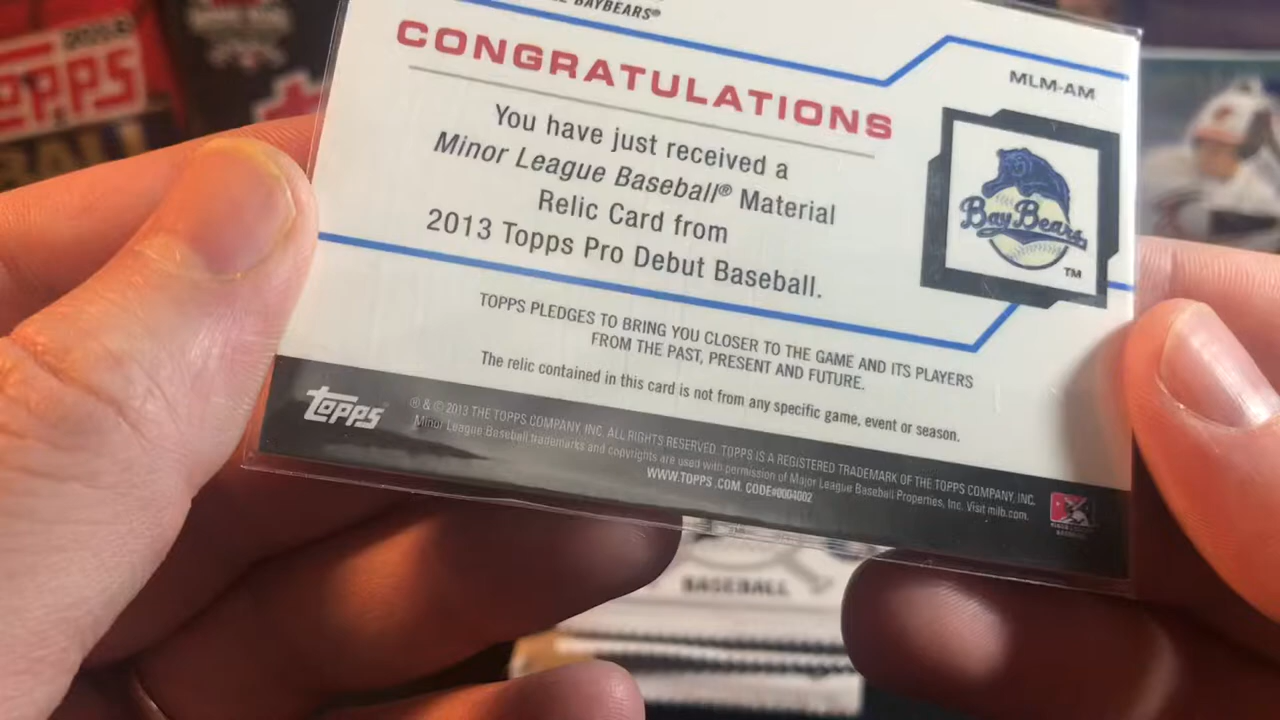 BAYBEARS®
CONGRATULATIONS
MLM-AM
You have just received a
Minor League Baseball® Material
Relic Card from
2013 Topps Pro Debut Baseball.
BayBears
TM
TOPPS PLEDGES TO BRING YOU CLOSER TO THE GAME AND ITS PLAYERS
FROM THE PAST, PRESENT AND FUTURE.
The relic contained in this card is not from any specific game, event or season.
topps
® & © 2013 THE TOPPS COMPANY, INC. ALL RIGHTS RESERVED. TOPPS IS A REGISTERED TRADEMARK OF THE TOPPS COMPANY, INC.
Minor League Baseball trademarks and copyrights are used with permission of Major League Baseball Properties, Inc. Visit milb.com.
WWW.TOPPS.COM. CODE#0004002
TOPPS
BASEBALL